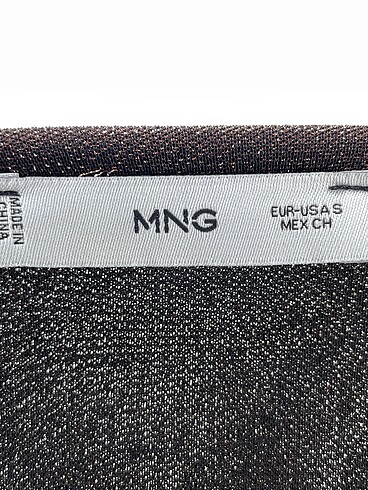 MADE IN
CHINA
MNG
EUR-USA S
MEX CH